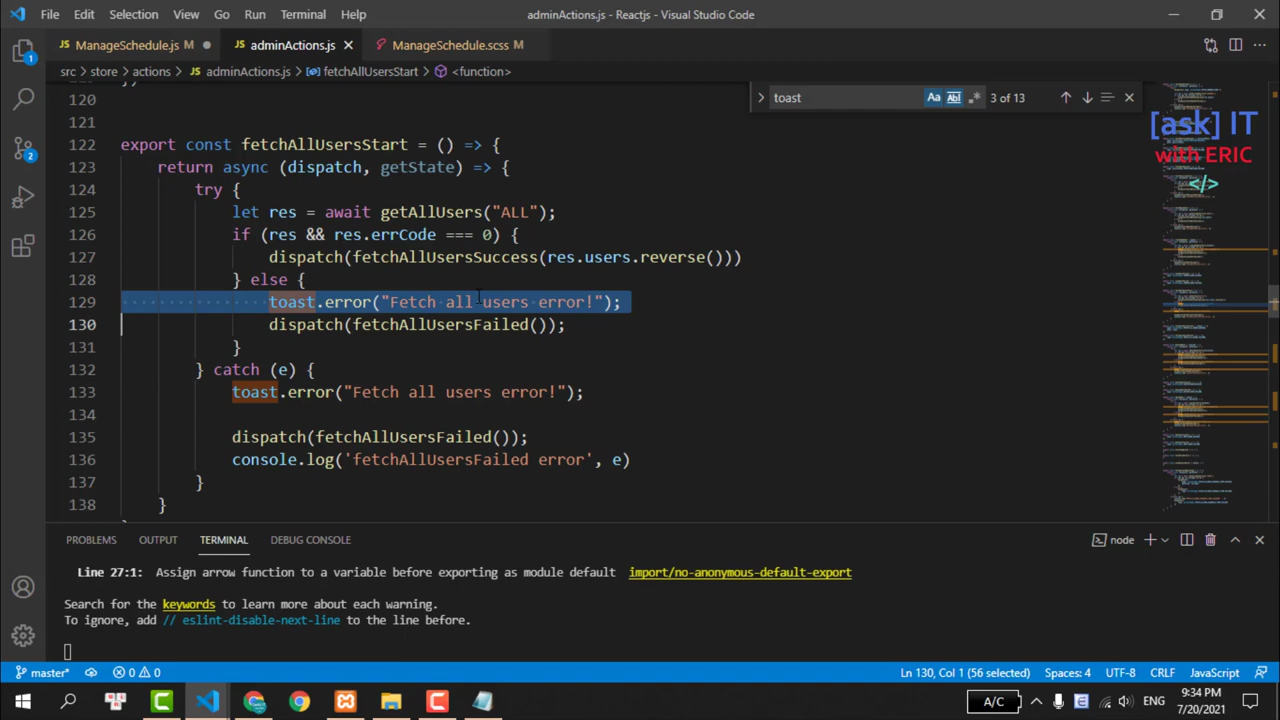 File Edit Selection View Go Run Terminal Help adminActions.js - Reactjs - Visual Studio Code
JS ManageSchedule.js M JS adminActions.js ManageSchedule.scss M
src > store > actions > JS adminActions.js > fetchAllUsersStart > <function>
toast Aa Abl .* 3 of 13
120
121
122 export const fetchAllUsersStart = () => {
123 return async (dispatch, getState) => {
124 try {
125 let res = await getAllUsers("ALL");
126 if (res && res.errCode === 0) {
127 dispatch(fetchAllUsersSuccess(res.users.reverse()))
128 } else {
129 toast.error("Fetch all users error!");
130 dispatch(fetchAllUsersFailed());
131 }
132 } catch (e) {
133 toast.error("Fetch all users error!");
134
135 dispatch(fetchAllUsersFailed());
136 console.log('fetchAllUsersFailed error', e)
137 }
138 }
[ask] IT
with ERIC
</>
1
2
PROBLEMS OUTPUT TERMINAL DEBUG CONSOLE node
Line 27:1: Assign arrow function to a variable before exporting as module default import/no-anonymous-default-export
Search for the keywords to learn more about each warning.
To ignore, add // eslint-disable-next-line to the line before.
master* 0 0 Ln 130, Col 1 (56 selected) Spaces: 4 UTF-8 CRLF JavaScript
A/C ENG 9:34 PM
7/20/2021